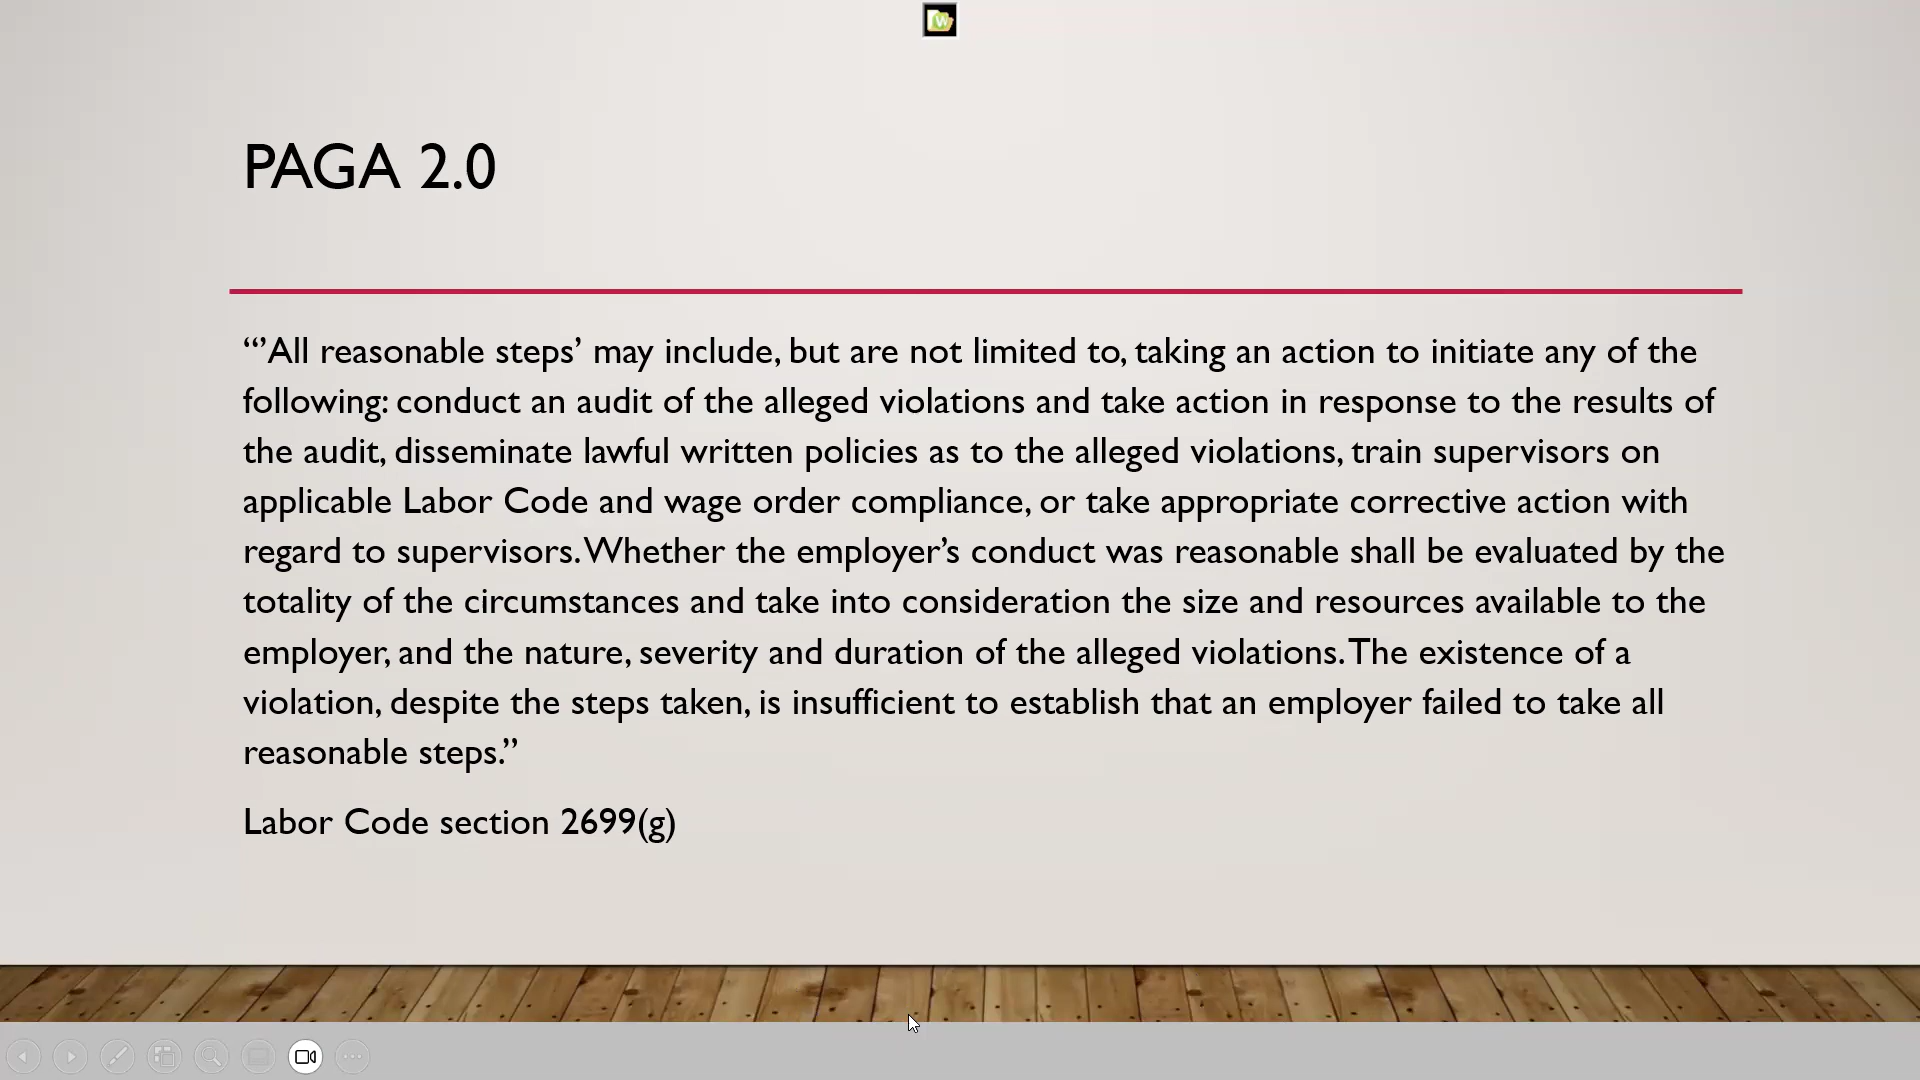 PAGA 2.0
“’All reasonable steps’ may include, but are not limited to, taking an action to initiate any of the
following: conduct an audit of the alleged violations and take action in response to the results of
the audit, disseminate lawful written policies as to the alleged violations, train supervisors on
applicable Labor Code and wage order compliance, or take appropriate corrective action with
regard to supervisors. Whether the employer’s conduct was reasonable shall be evaluated by the
totality of the circumstances and take into consideration the size and resources available to the
employer, and the nature, severity and duration of the alleged violations. The existence of a
violation, despite the steps taken, is insufficient to establish that an employer failed to take all
reasonable steps.”
Labor Code section 2699(g)